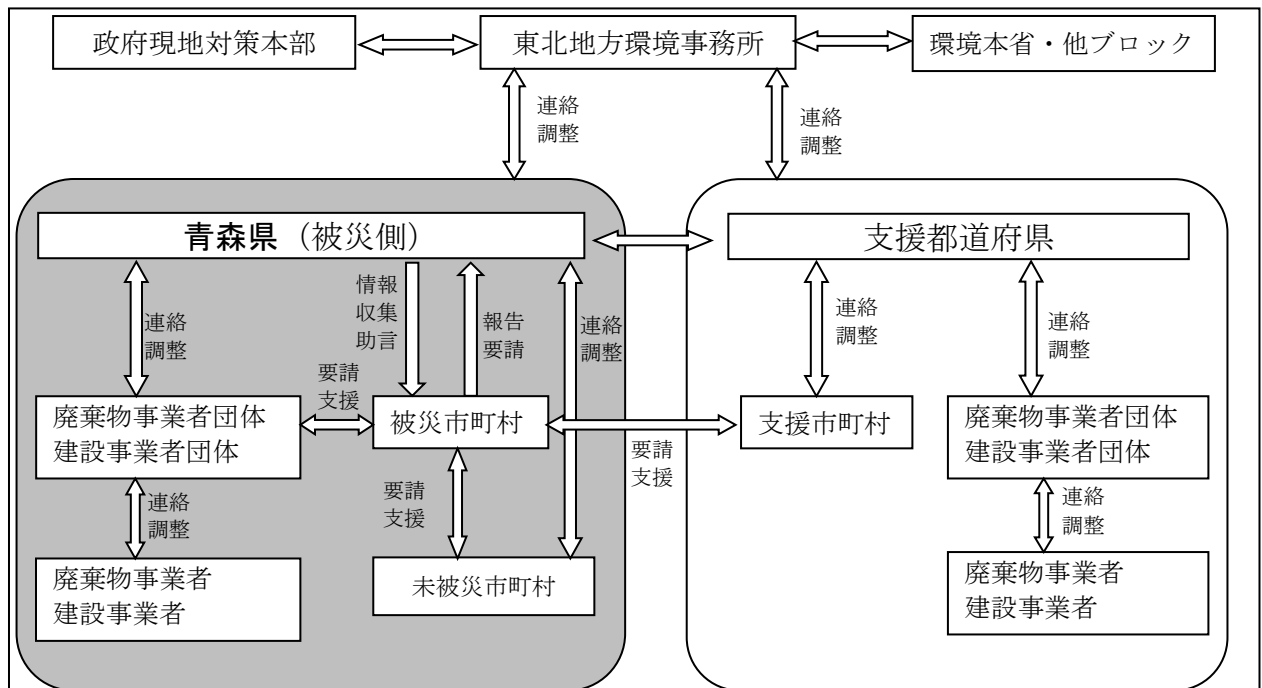 政府現地対策本部
東北地方環境事務所
環境本省・他ブロック
連絡
調整
連絡
調整
青森県（被災側）
支援都道府県
連絡
調整
情報
収集
助言
報告
要請
連絡
調整
連絡
調整
連絡
調整
要請
支援
廃棄物事業者団体
建設事業者団体
被災市町村
要請
支援
支援市町村
廃棄物事業者団体
建設事業者団体
連絡
調整
要請
支援
連絡
調整
廃棄物事業者
建設事業者
未被災市町村
廃棄物事業者
建設事業者